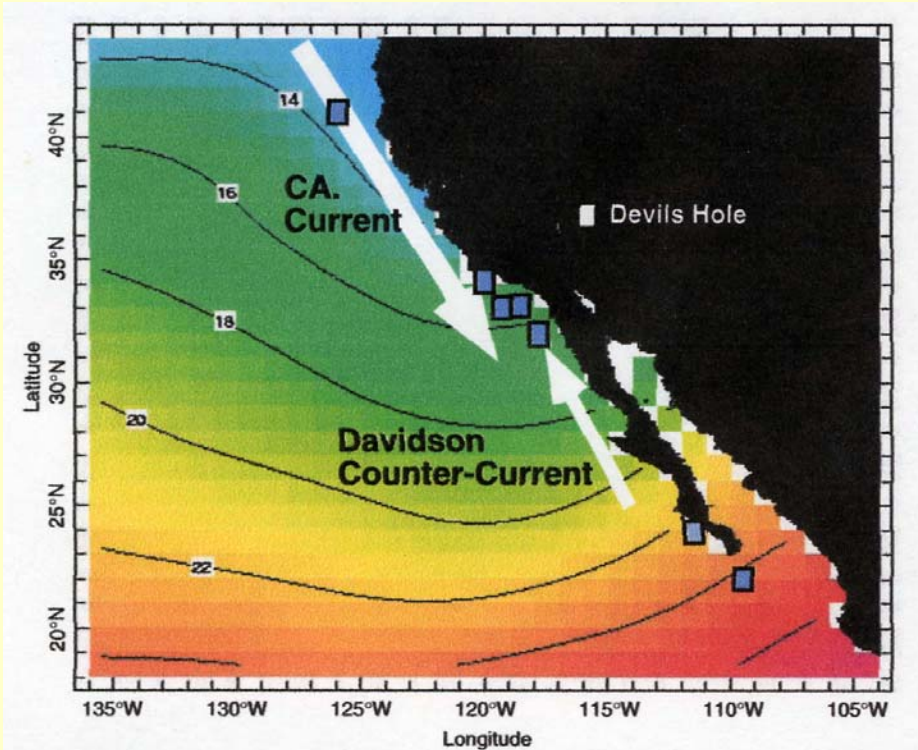 40°N
35°N
30°N
25°N
20°N
Latitude
14
16
18
20
22
CA.
Current
Devils Hole
Davidson
Counter-Current
135°W
130°W
125°W
120°W
115°W
110°W
105°W
Longitude